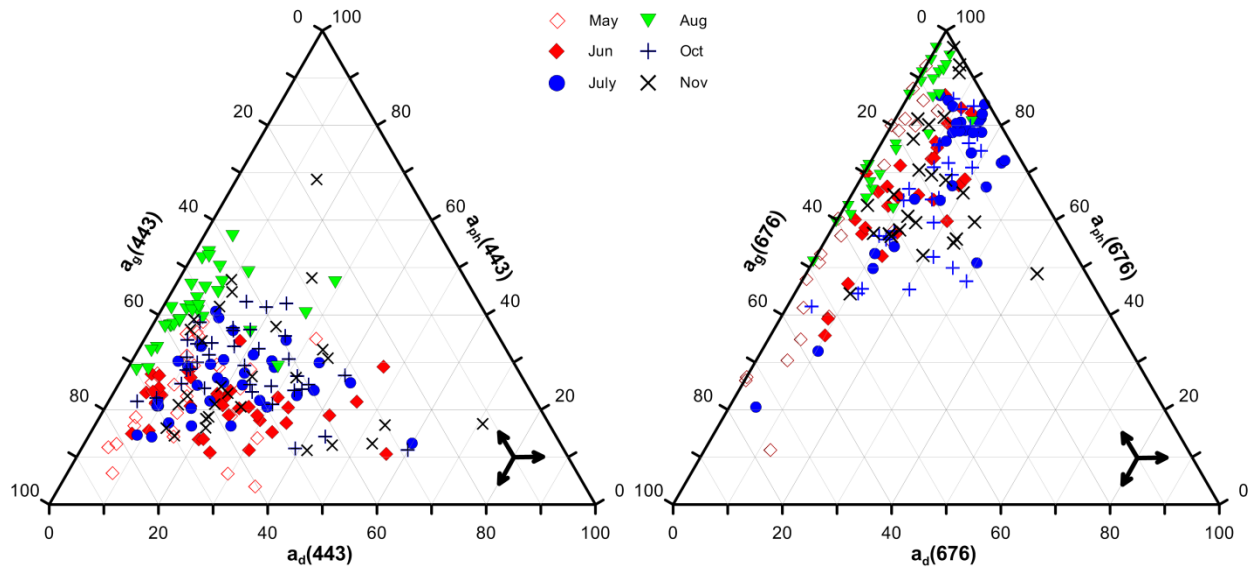 0 100
May Aug
Jun Oct
July Nov
20 80
40 60
a_g(443) a_ph(443)
60 40
80 20
100 0
0 20 40 60 80 100
a_d(443)
0 100
20 80
40 60
a_g(676) a_ph(676)
60 40
80 20
100 0
0 20 40 60 80 100
a_d(676)